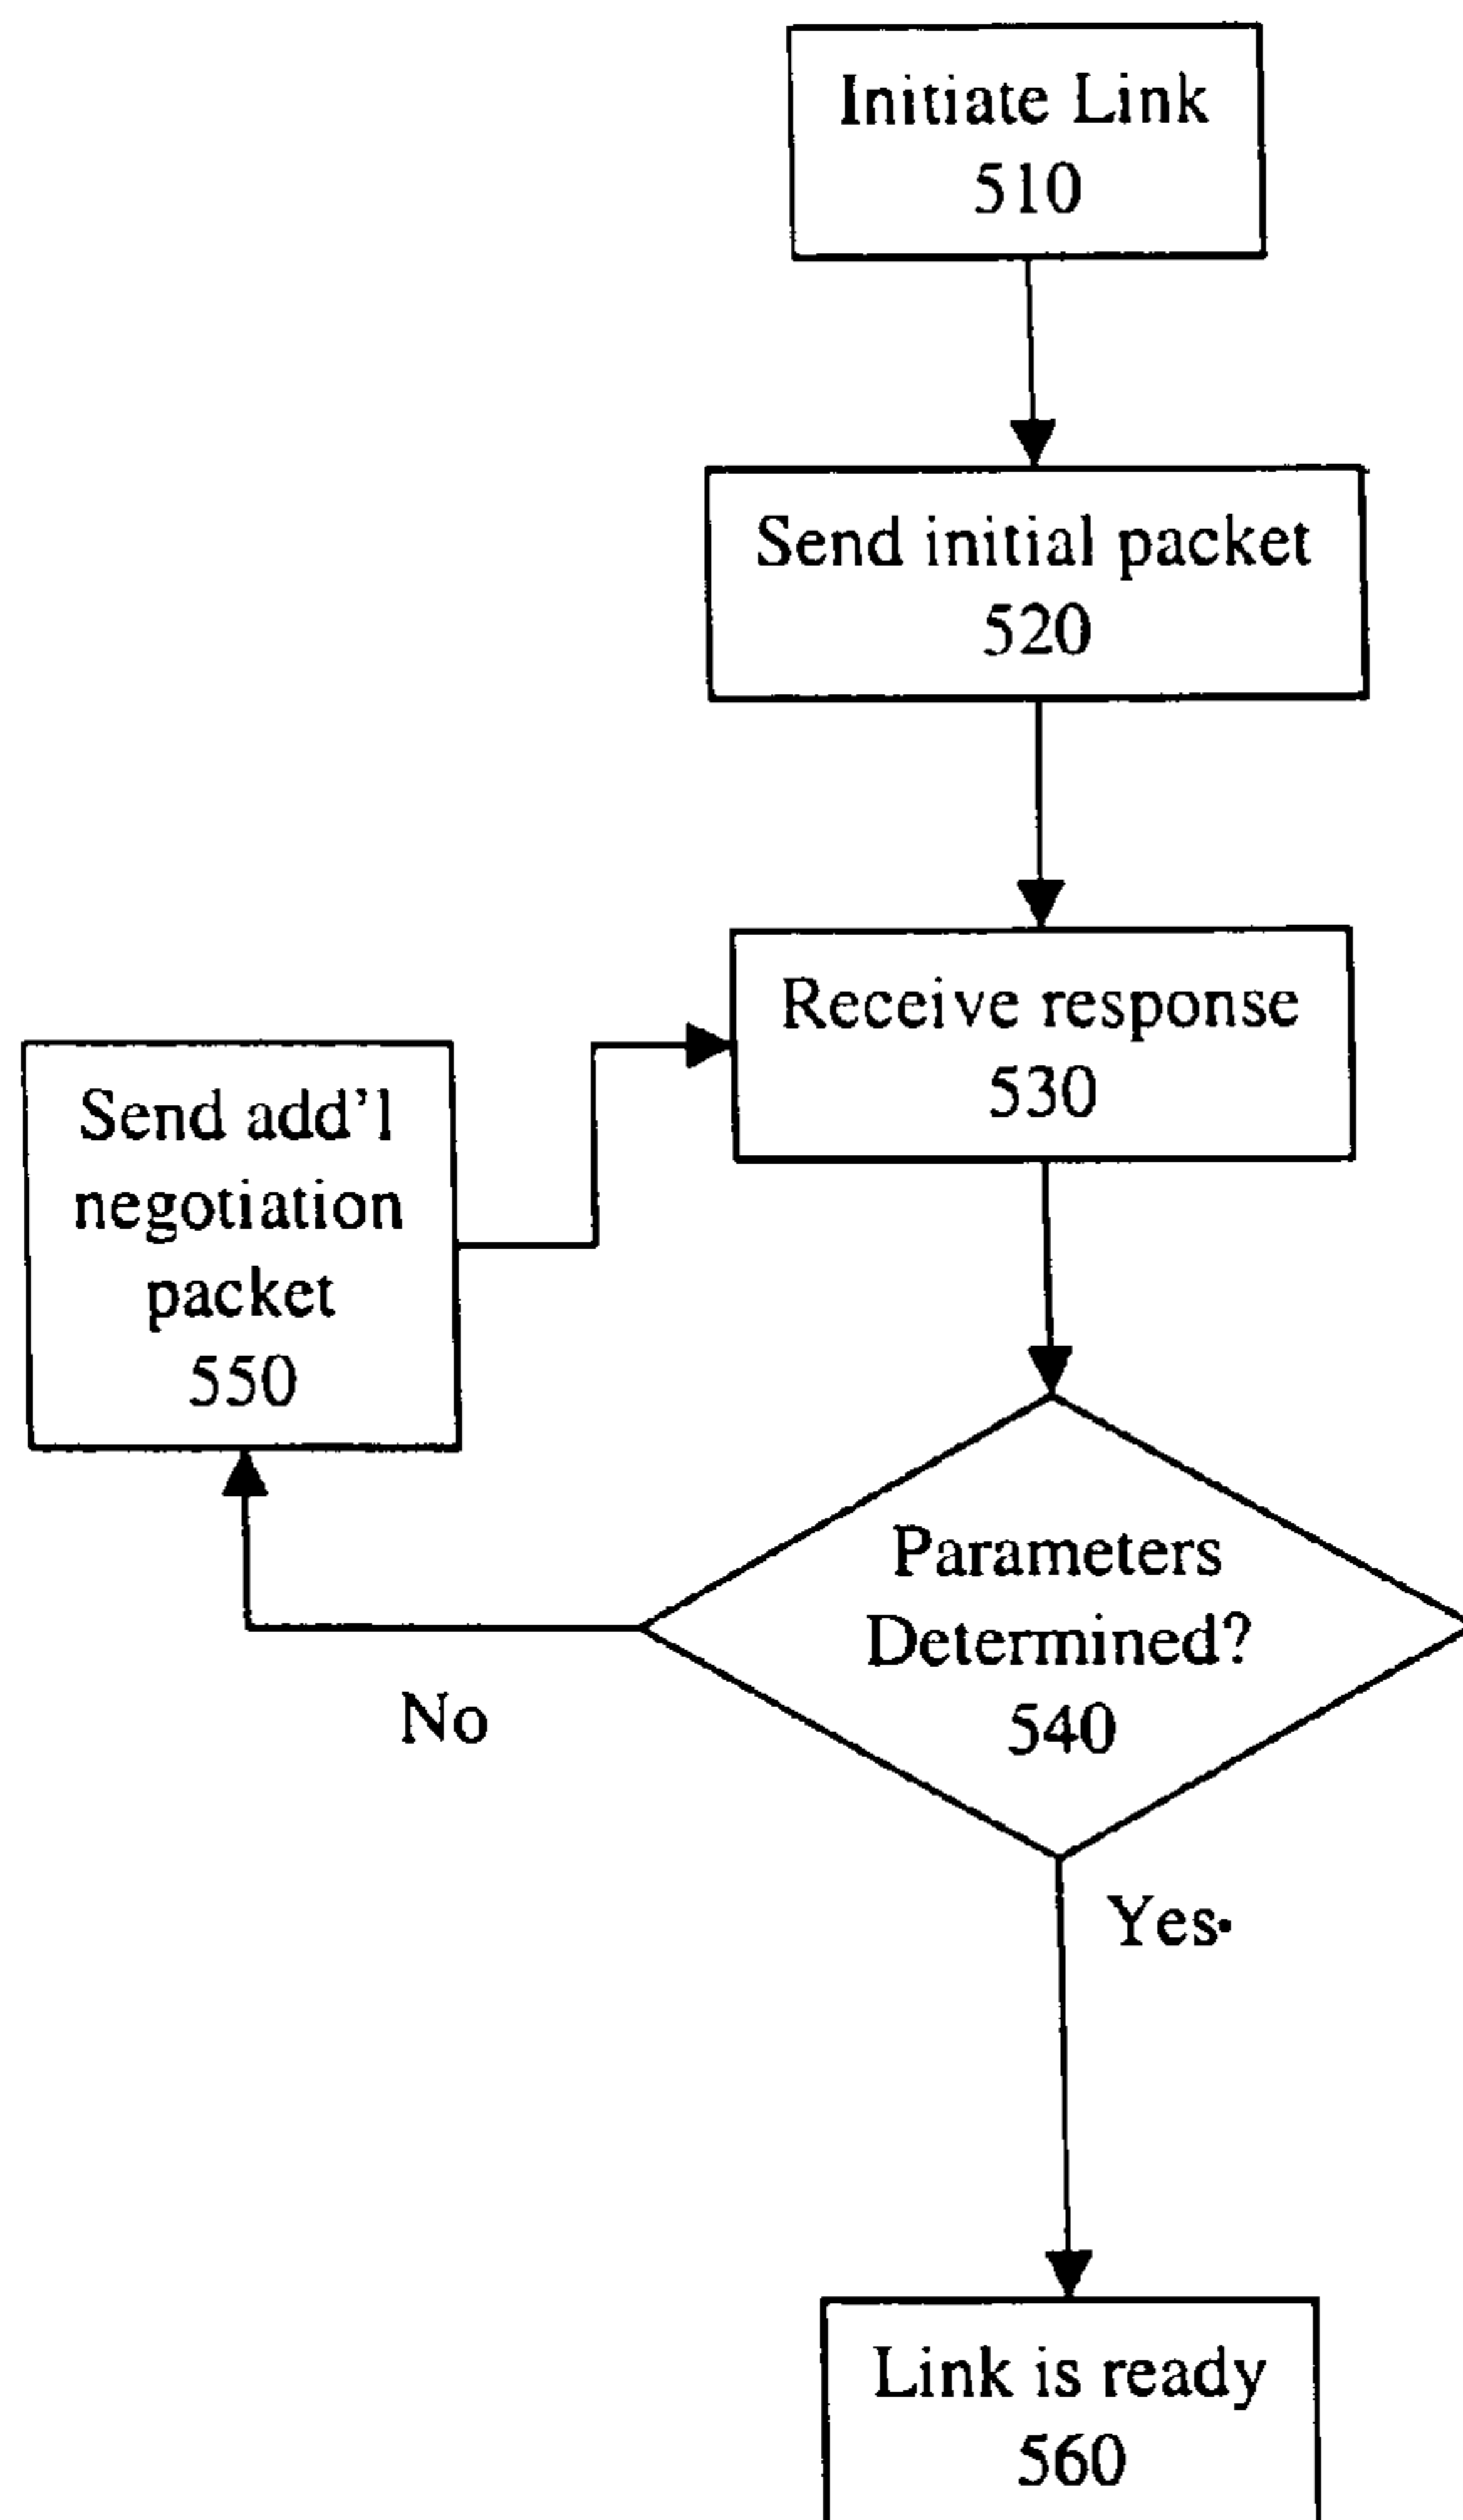 Initiate Link
510
Send initial packet
520
Receive response
530
Send add'l
negotiation
packet
550
Parameters
Determined?
540
No
Yes
Link is ready
560